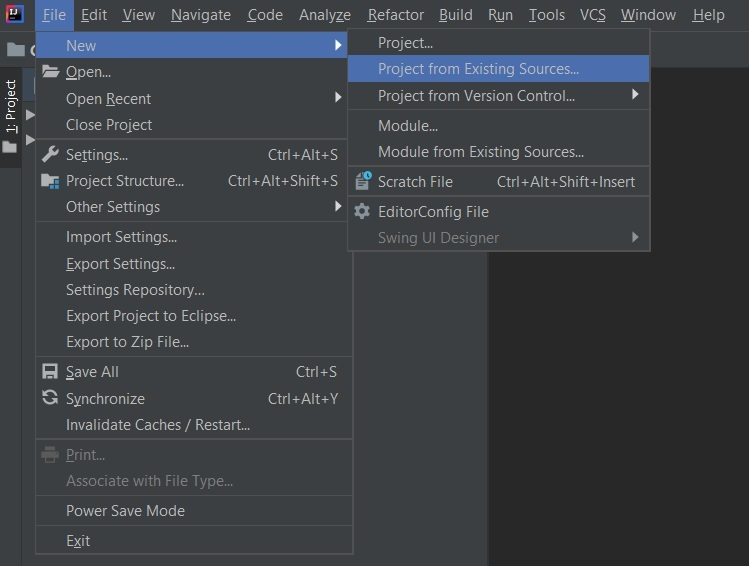 IJ
File Edit View Navigate Code Analyze Refactor Build Run Tools VCS Window Help
1: Project
New
Open...
Open Recent
Close Project
Settings... Ctrl+Alt+S
Project Structure... Ctrl+Alt+Shift+S
Other Settings
Import Settings...
Export Settings...
Settings Repository...
Export Project to Eclipse...
Export to Zip File...
Save All Ctrl+S
Synchronize Ctrl+Alt+Y
Invalidate Caches / Restart...
Print...
Associate with File Type...
Power Save Mode
Exit
Project...
Project from Existing Sources...
Project from Version Control...
Module...
Module from Existing Sources...
Scratch File Ctrl+Alt+Shift+Insert
EditorConfig File
Swing UI Designer